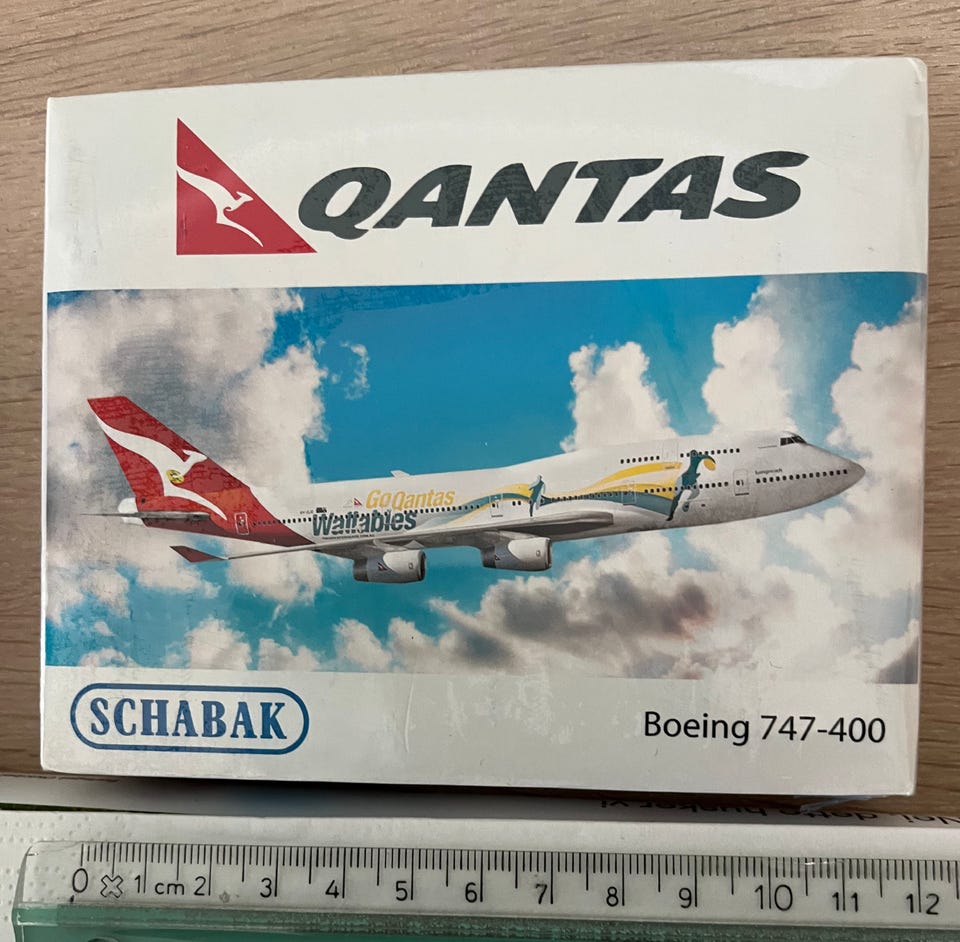 QANTAS
GoQantas
Wallabies
SCHABAK
Boeing 747-400
0 1 cm 2 3 4 5 6 7 8 9 10 11 12